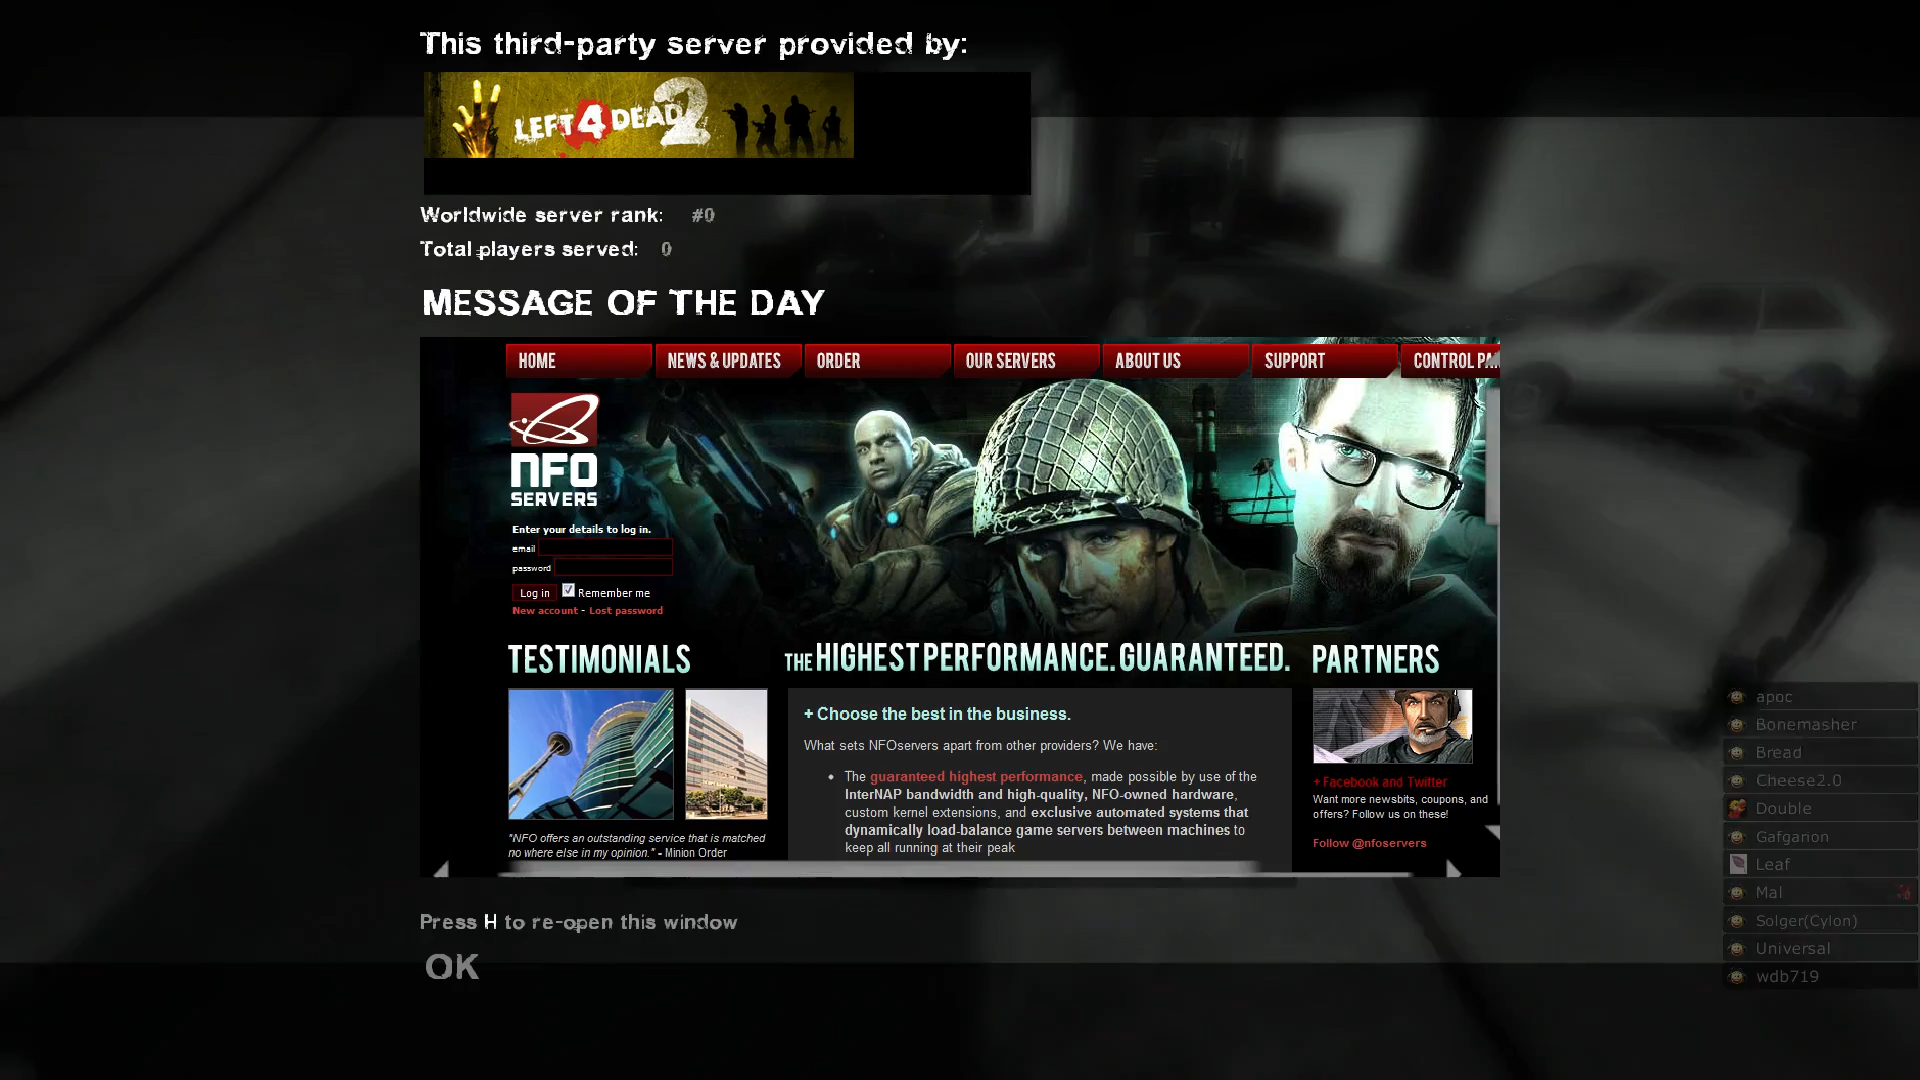 This third-party server provided by:
LEFT 4 DEAD 2
Worldwide server rank: #0
Total players served: 0
MESSAGE OF THE DAY
HOME NEWS & UPDATES ORDER OUR SERVERS ABOUT US SUPPORT CONTROL
NFO
SERVERS
Enter your details to log in.
email
password
Log in Remember me
New account - Lost password
TESTIMONIALS
"NFO offers an outstanding service that is matched
no where else in my opinion." - Minion Order
THE HIGHEST PERFORMANCE. GUARANTEED.
+ Choose the best in the business.
What sets NFOservers apart from other providers? We have:
• The guaranteed highest performance, made possible by use of the
InterNAP bandwidth and high-quality, NFO-owned hardware,
custom kernel extensions, and exclusive automated systems that
dynamically load-balance game servers between machines to
keep all running at their peak
PARTNERS
+ Facebook and Twitter
Want more newsbits, coupons, and
offers? Follow us on these!
Follow @nfoservers
Press H to re-open this window
OK
apoc
Bonemasher
Bread
Cheese2.0
Double
Gafgarion
Leaf
Mal
Solger(Cylon)
Universal
wdb719